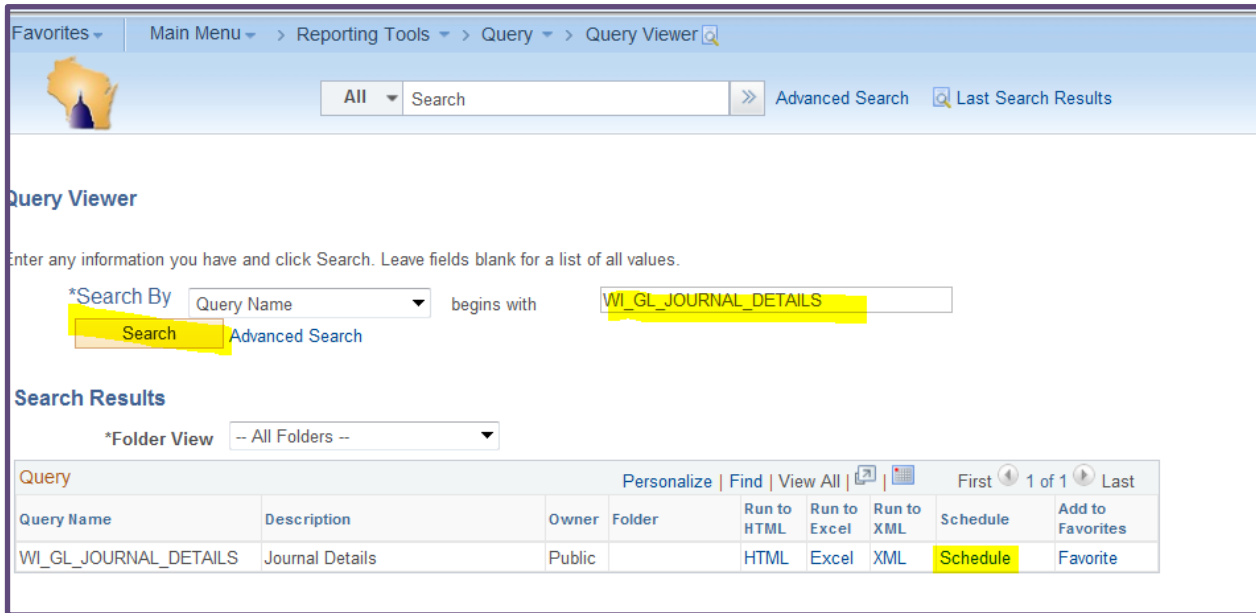 Favorites Main Menu > Reporting Tools > Query > Query Viewer
All Search >> Advanced Search Last Search Results
Query Viewer
Enter any information you have and click Search. Leave fields blank for a list of all values.
*Search By Query Name begins with WI_GL_JOURNAL_DETAILS
Search Advanced Search
Search Results
*Folder View -- All Folders --
Query Personalize | Find | View All | | First 1 of 1 Last
Query Name Description Owner Folder Run to HTML Run to Excel Run to XML Schedule Add to Favorites
WI_GL_JOURNAL_DETAILS Journal Details Public HTML Excel XML Schedule Favorite